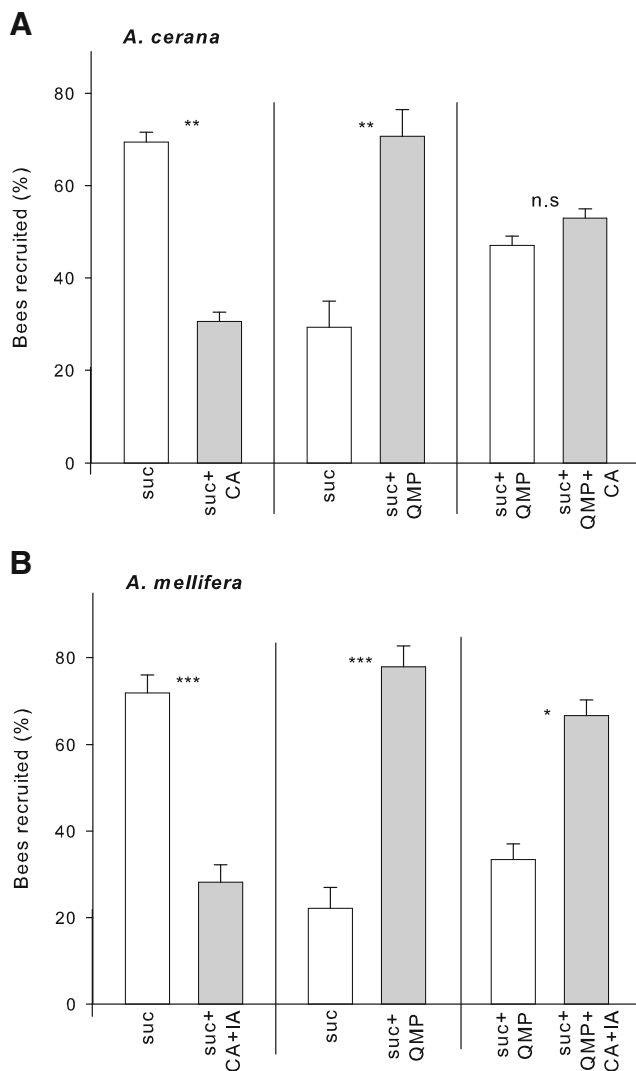 A
A. cerana
Bees recruited (%)
80
60
40
20
0
**
**
n.s
suc
suc+
CA
suc
suc+
QMP
suc+
QMP
suc+
QMP+
CA
B
A. mellifera
Bees recruited (%)
80
60
40
20
0
***
***
*
suc
suc+
CA+IA
suc
suc+
QMP
suc+
QMP
suc+
QMP+
CA+IA